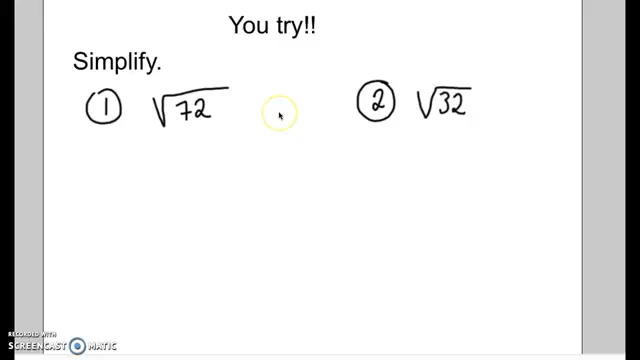 You try!!
Simplify.
① √72 ② √32
RECORDED WITH
SCREENCAST MATIC